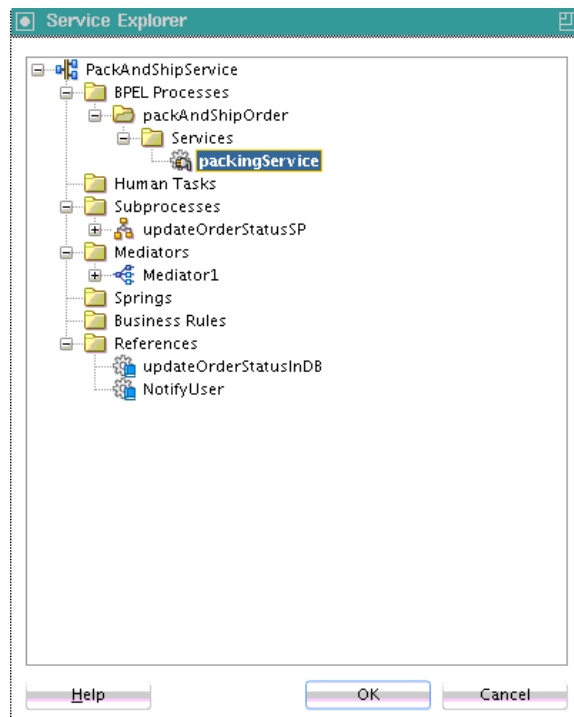 Service Explorer
PackAndShipService
BPEL Processes
packAndShipOrder
Services
packingService
Human Tasks
Subprocesses
updateOrderStatusSP
Mediators
Mediator1
Springs
Business Rules
References
updateOrderStatusInDB
NotifyUser
Help OK Cancel